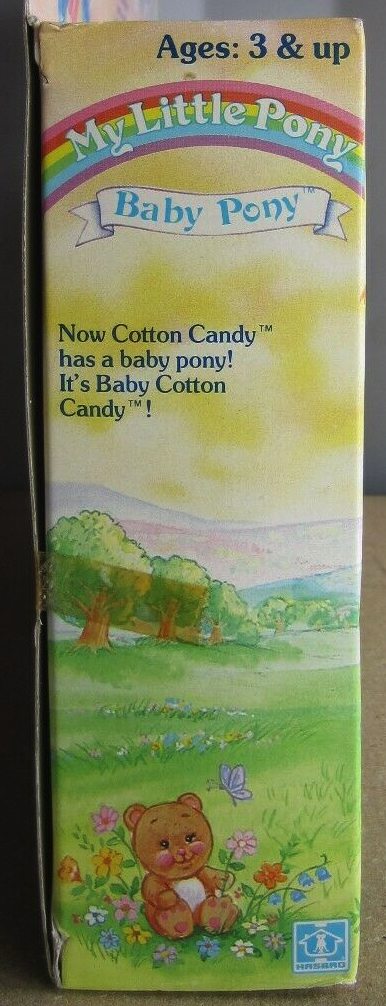 Ages: 3 & up
My Little Pony
Baby Pony™
Now Cotton Candy™
has a baby pony!
It's Baby Cotton
Candy™!
HASBRO